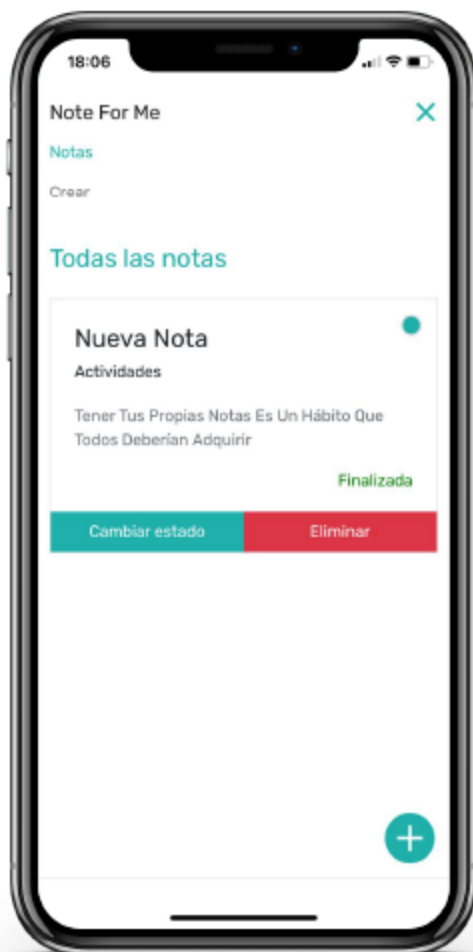 18:06
Note For Me
Notas
Crear
Todas las notas
Nueva Nota
Actividades
Tener Tus Propias Notas Es Un Hábito Que
Todos Deberían Adquirir
Finalizada
Cambiar estado
Eliminar